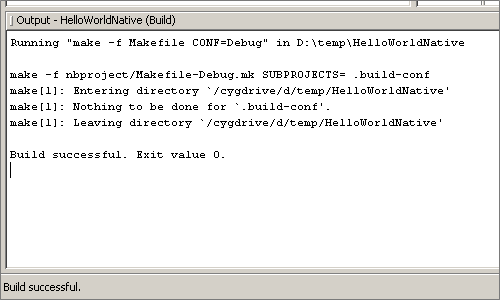 Output - HelloWorldNative (Build)
Running "make -f Makefile CONF=Debug" in D:\temp\HelloWorldNative
make -f nbproject/Makefile-Debug.mk SUBPROJECTS= .build-conf
make[1]: Entering directory `/cygdrive/d/temp/HelloWorldNative'
make[1]: Nothing to be done for `.build-conf'.
make[1]: Leaving directory `/cygdrive/d/temp/HelloWorldNative'
Build successful. Exit value 0.
Build successful.